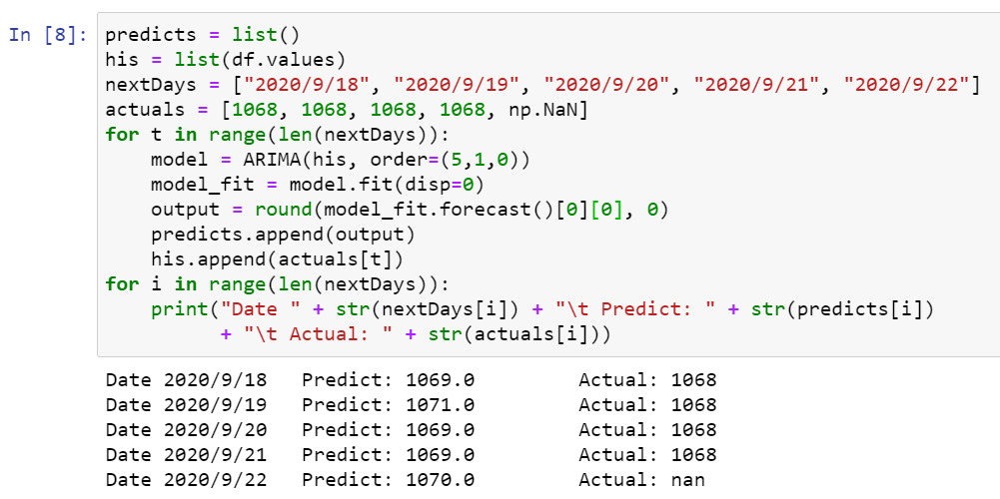 In [8]: predicts = list()
his = list(df.values)
nextDays = ["2020/9/18", "2020/9/19", "2020/9/20", "2020/9/21", "2020/9/22"]
actuals = [1068, 1068, 1068, 1068, np.NaN]
for t in range(len(nextDays)):
    model = ARIMA(his, order=(5,1,0))
    model_fit = model.fit(disp=0)
    output = round(model_fit.forecast()[0][0], 0)
    predicts.append(output)
    his.append(actuals[t])
for i in range(len(nextDays)):
    print("Date " + str(nextDays[i]) + "\t Predict: " + str(predicts[i])
          + "\t Actual: " + str(actuals[i]))
Date 2020/9/18   Predict: 1069.0         Actual: 1068
Date 2020/9/19   Predict: 1071.0         Actual: 1068
Date 2020/9/20   Predict: 1069.0         Actual: 1068
Date 2020/9/21   Predict: 1069.0         Actual: 1068
Date 2020/9/22   Predict: 1070.0         Actual: nan